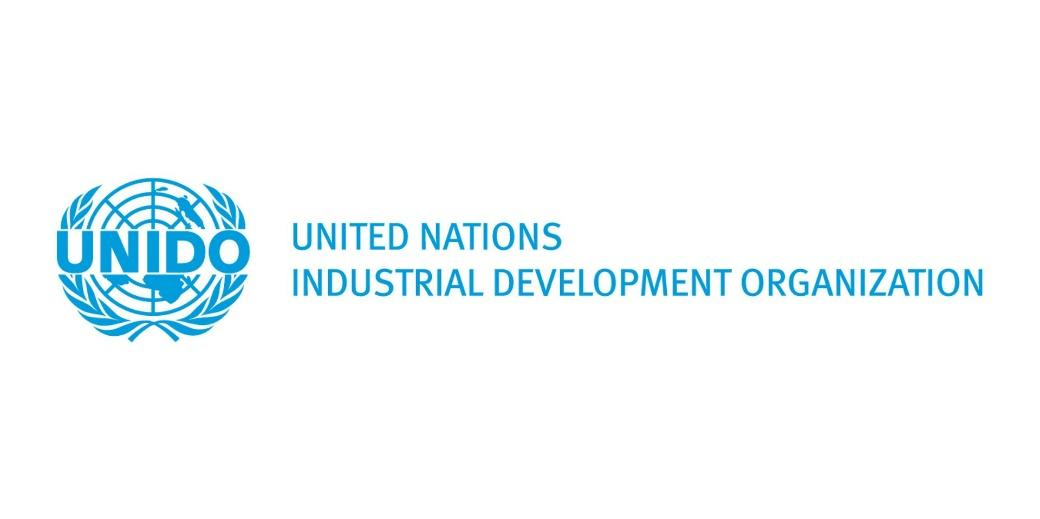 UNIDO
UNITED NATIONS
INDUSTRIAL DEVELOPMENT ORGANIZATION